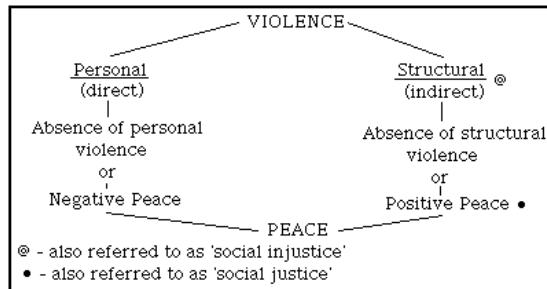 VIOLENCE
Personal
(direct)
Absence of personal
violence
or
Negative Peace
Structural @
(indirect)
Absence of structural
violence
or
Positive Peace •
PEACE
@ - also referred to as 'social injustice'
• - also referred to as 'social justice'